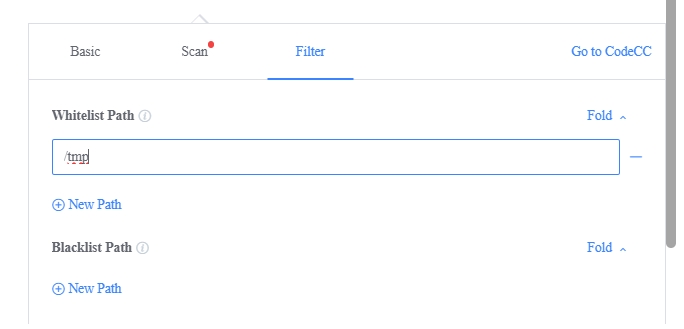 Basic Scan Filter Go to CodeCC
Whitelist Path Fold
/tmp
New Path
Blacklist Path Fold
New Path